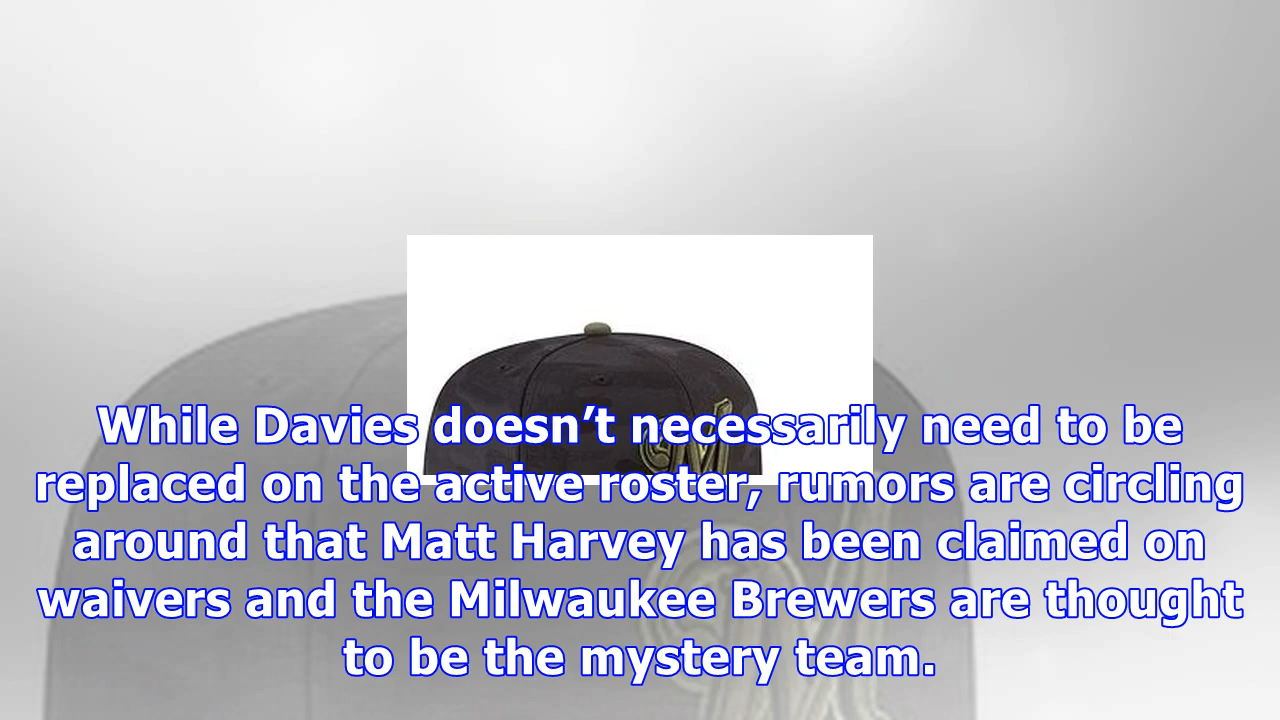 While Davies doesn’t necessarily need to be
replaced on the active roster, rumors are circling
around that Matt Harvey has been claimed on
waivers and the Milwaukee Brewers are thought
to be the mystery team.